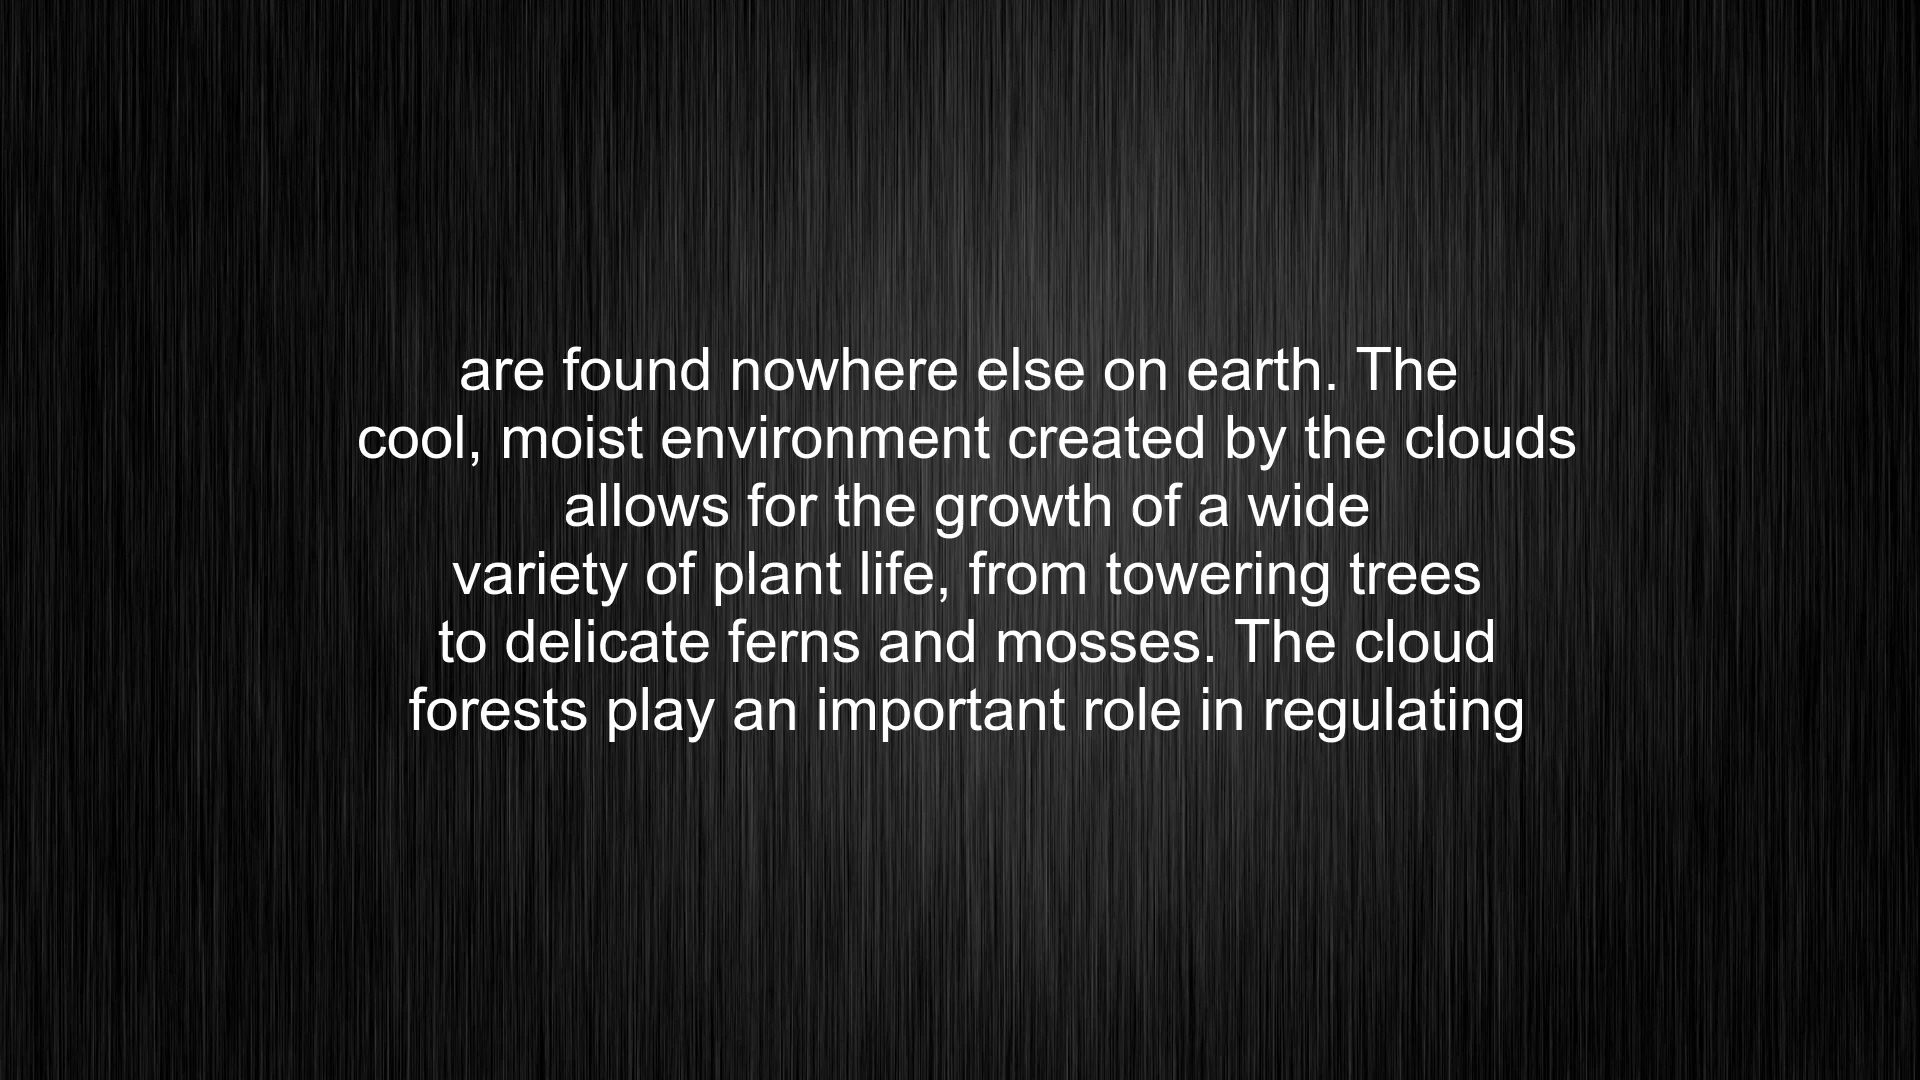 are found nowhere else on earth. The
cool, moist environment created by the clouds
allows for the growth of a wide
variety of plant life, from towering trees
to delicate ferns and mosses. The cloud
forests play an important role in regulating